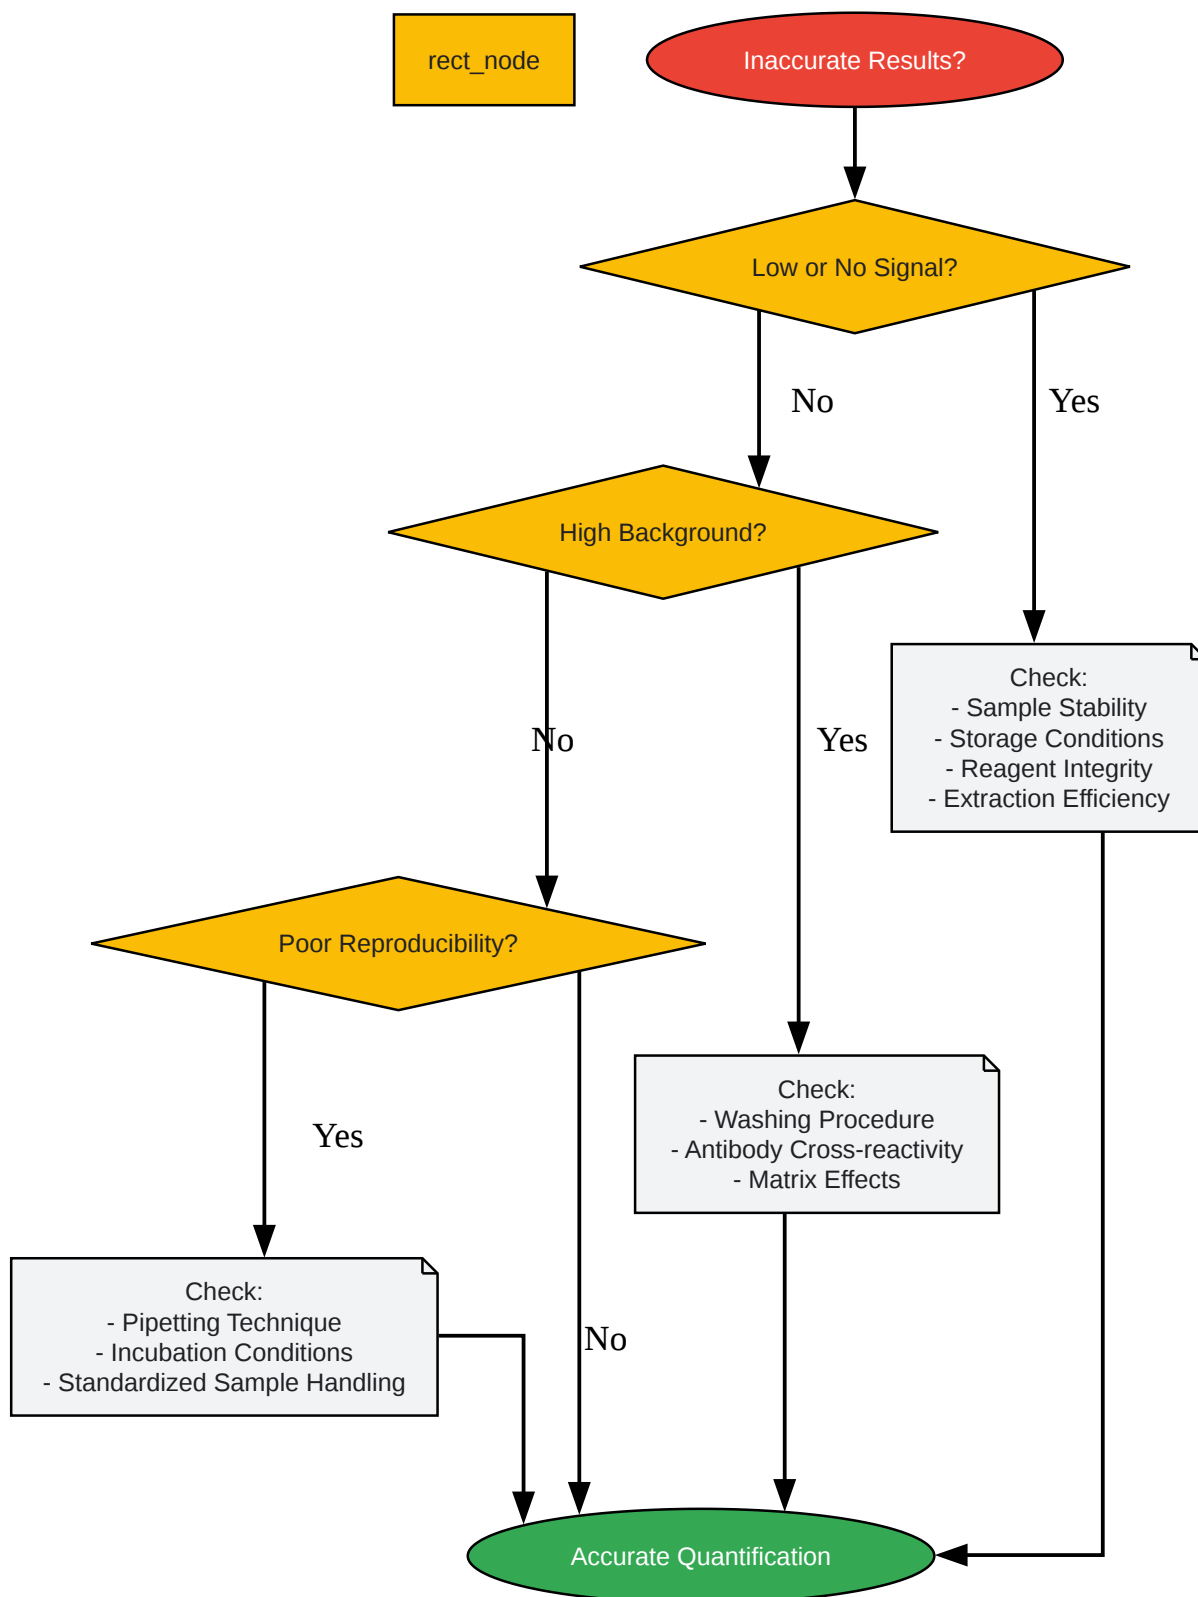 rect_node
Inaccurate Results?
Low or No Signal?
No
Yes
High Background?
Check:
- Sample Stability
- Storage Conditions
- Reagent Integrity
- Extraction Efficiency
No
Yes
Poor Reproducibility?
Check:
- Washing Procedure
- Antibody Cross-reactivity
- Matrix Effects
Yes
Check:
- Pipetting Technique
- Incubation Conditions
- Standardized Sample Handling
No
Accurate Quantification